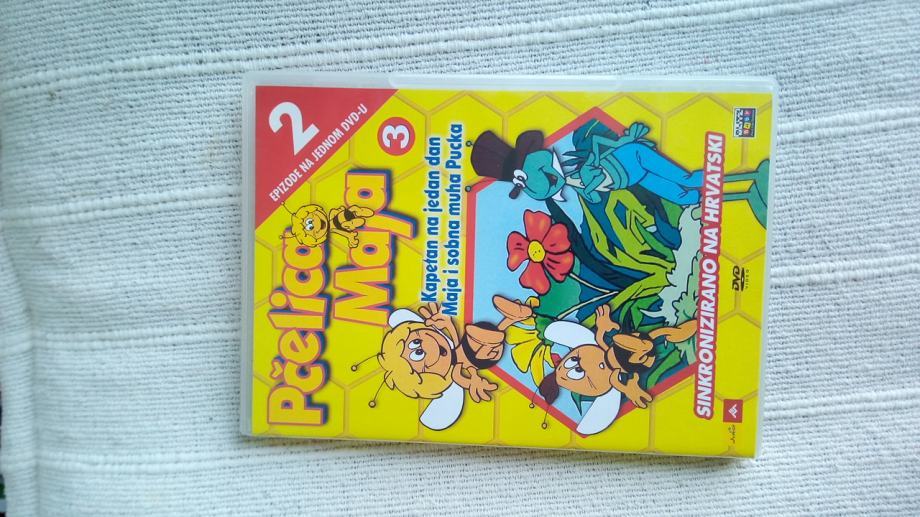 2
EPIZODE NA JEDNOM DVD-U
Pčelica
Maja
3
Kapetan na jedan dan
Maja i sobna muha Pucka
DVD
VIDEO
SINKRONIZIRANO NA HRVATSKI